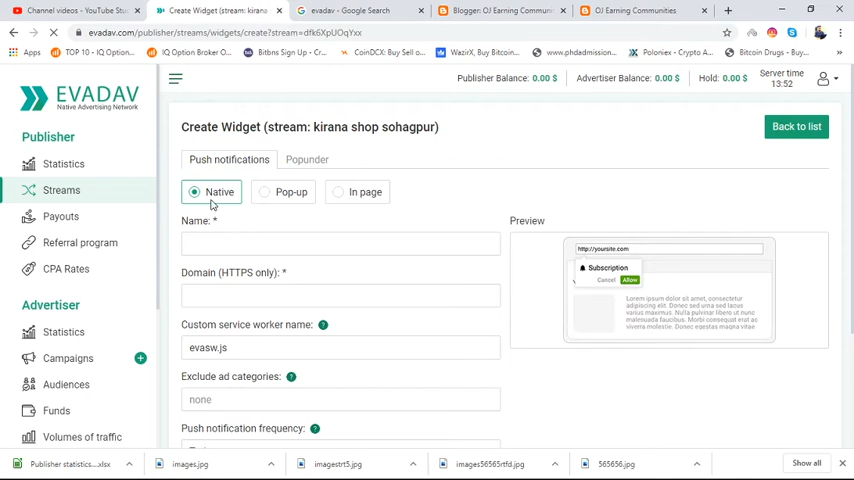 Channel videos - YouTube Stu
Create Widget (stream: kirana
evadav - Google Search
Blogger: OJ Earning Communi
OJ Earning Communities
evadav.com/publisher/streams/widgets/create?stream=dfk6XpUOqYxx
Apps
TOP 10 - IQ Option...
IQ Option Broker O...
Bitbns Sign Up - Cr...
CoinDCX: Buy Sell o...
WazirX, Buy Bitcoin...
www.phdadmission...
Poloniex - Crypto A...
Bitcoin Drugs - Buy...
EVADAV
Native Advertising Network
Publisher Balance: 0.00 $
Advertiser Balance: 0.00 $
Hold: 0.00 $
Server time
13:52
Publisher
Statistics
Streams
Payouts
Referral program
CPA Rates
Advertiser
Statistics
Campaigns
Audiences
Funds
Volumes of traffic
Create Widget (stream: kirana shop sohagpur)
Back to list
Push notifications
Popunder
Native
Pop-up
In page
Name: *
Preview
Domain (HTTPS only): *
Custom service worker name:
evasw.js
Exclude ad categories:
none
Push notification frequency:
http://yoursite.com
Subscription
Cancel
Allow
Lorem ipsum dolor sit amet, consectetur
Publisher statistics....xlsx
images.jpg
imagestrt5.jpg
images56565rtfd.jpg
565656.jpg
Show all